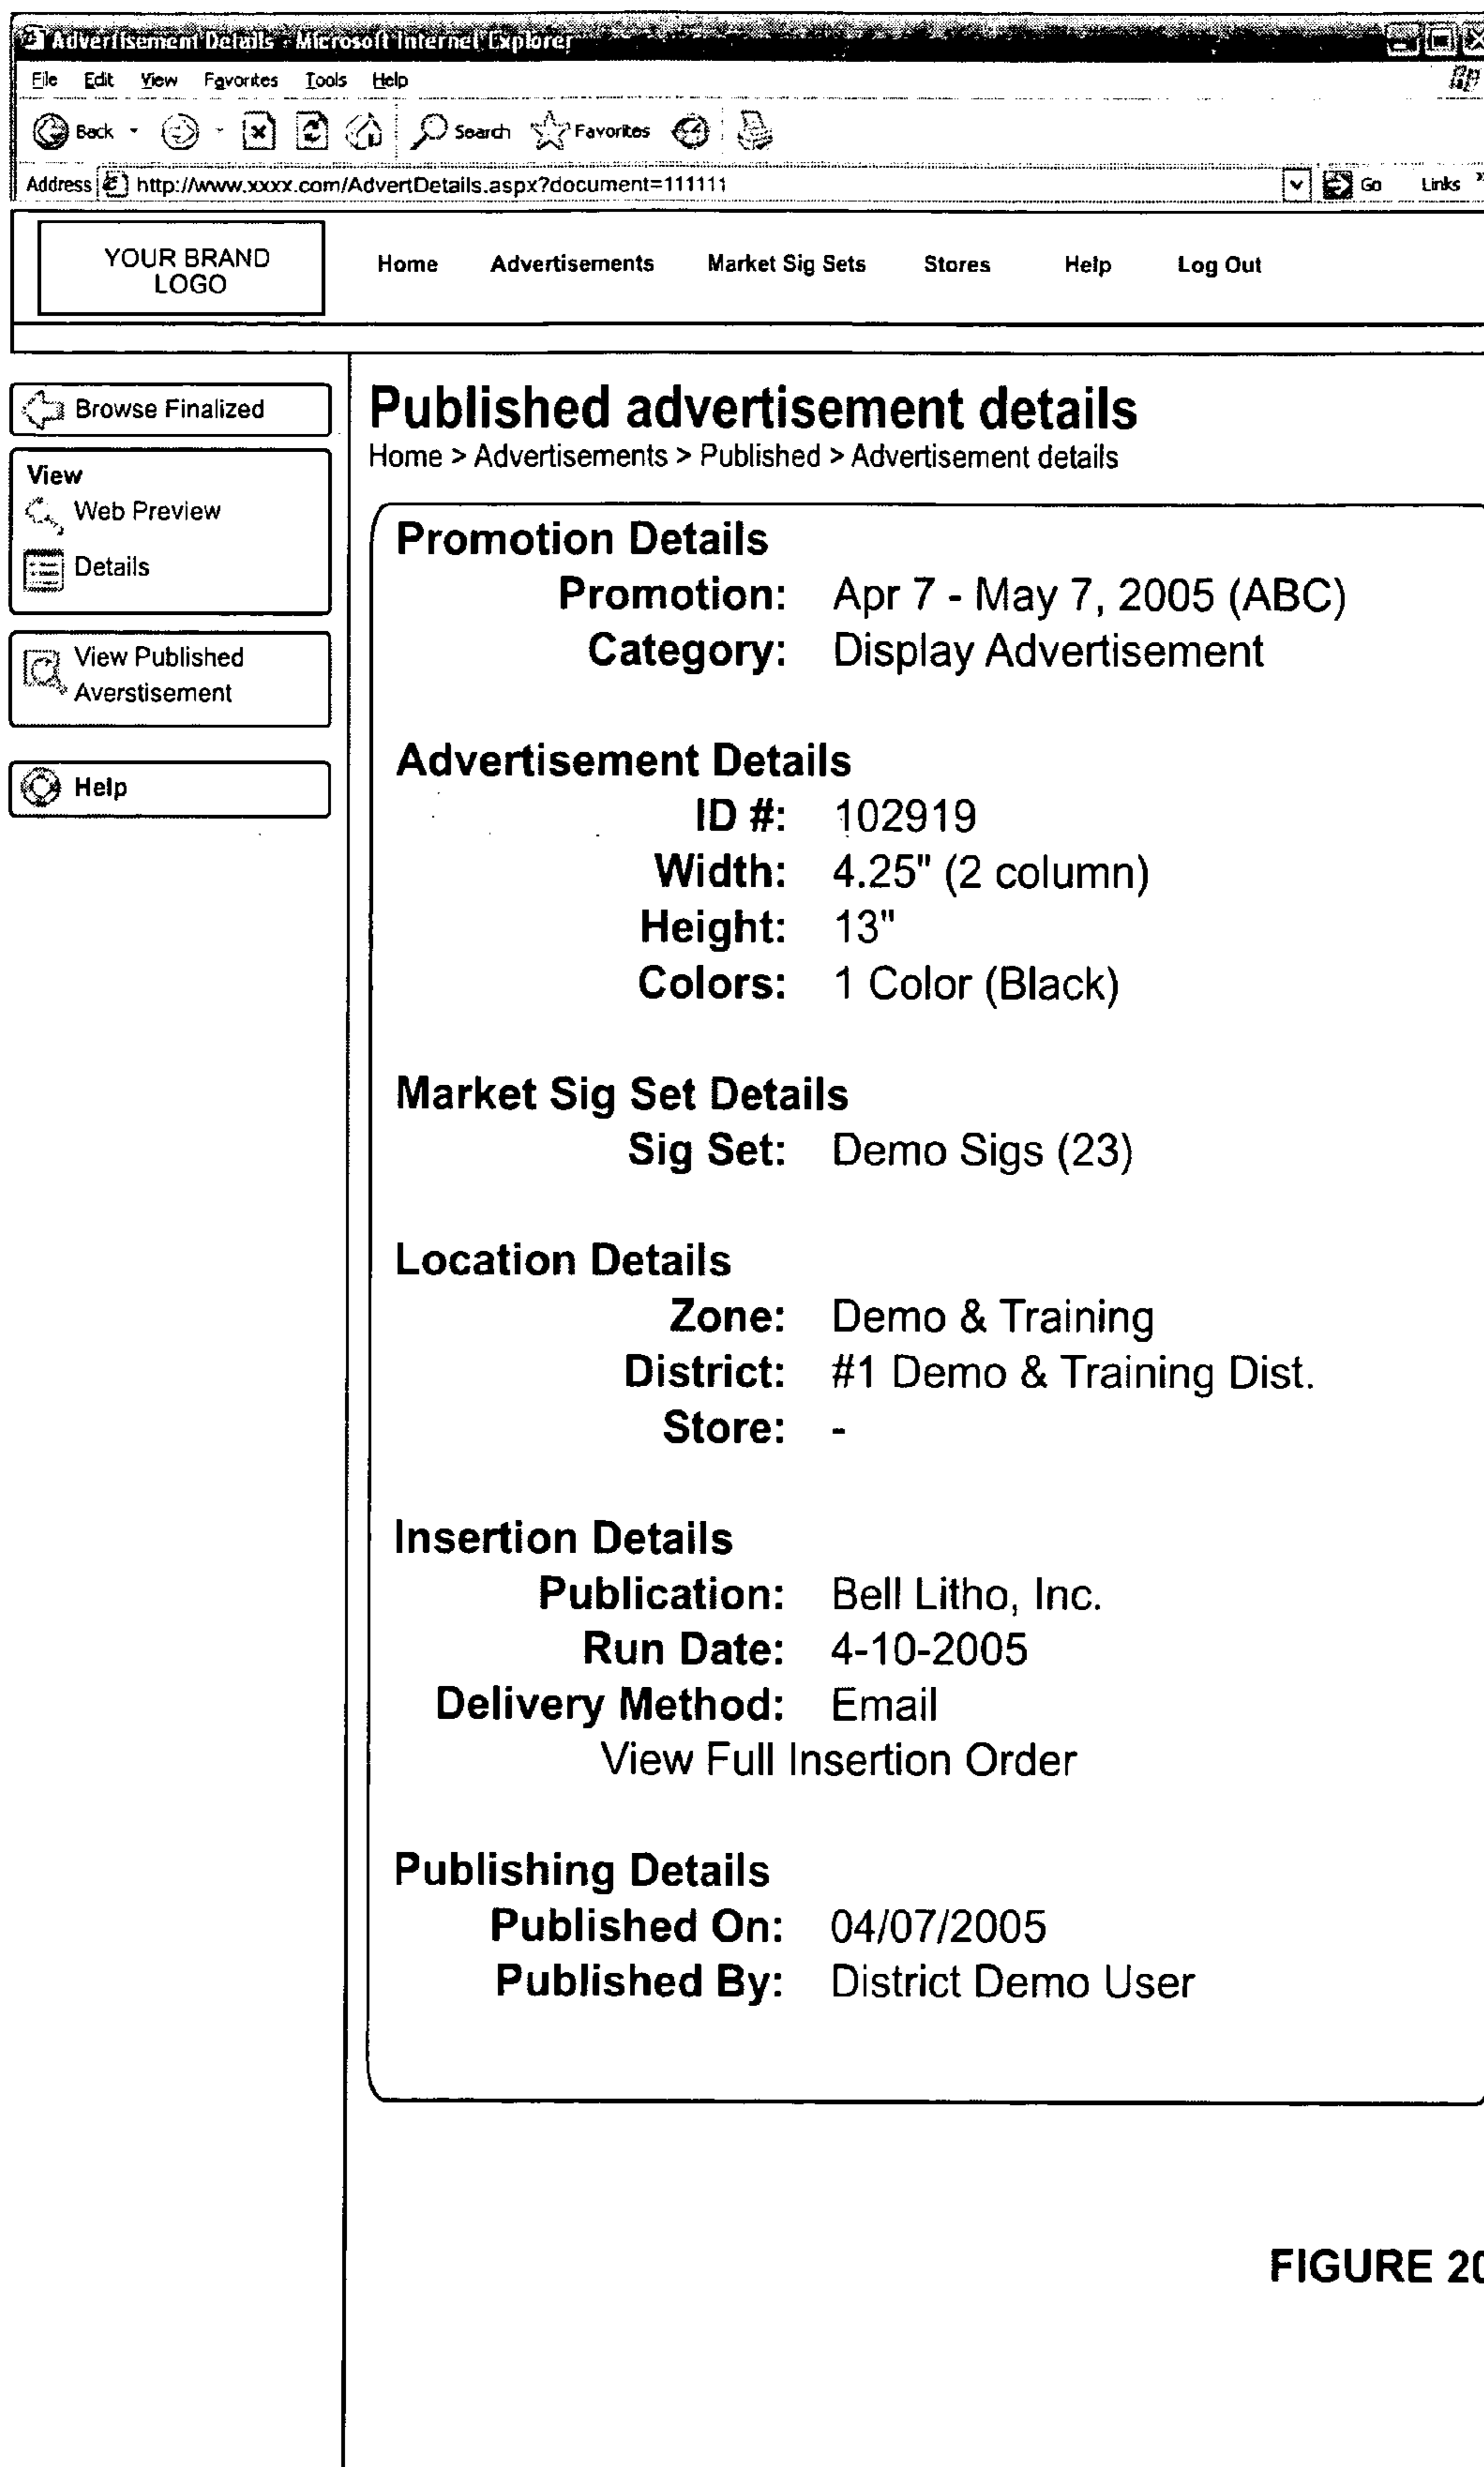 Advertisement Details - Microsoft Internet Explorer
File Edit View Favorites Tools Help
Back Search Favorites
Address http://www.xxxx.com/AdvertDetails.aspx?document=111111 Go Links »
YOUR BRAND
LOGO
Home Advertisements Market Sig Sets Stores Help Log Out
Browse Finalized
View
Web Preview
Details
View Published
Averstisement
Help
Published advertisement details
Home > Advertisements > Published > Advertisement details
Promotion Details
Promotion: Apr 7 - May 7, 2005 (ABC)
Category: Display Advertisement
Advertisement Details
ID #: 102919
Width: 4.25" (2 column)
Height: 13"
Colors: 1 Color (Black)
Market Sig Set Details
Sig Set: Demo Sigs (23)
Location Details
Zone: Demo & Training
District: #1 Demo & Training Dist.
Store: -
Insertion Details
Publication: Bell Litho, Inc.
Run Date: 4-10-2005
Delivery Method: Email
View Full Insertion Order
Publishing Details
Published On: 04/07/2005
Published By: District Demo User
FIGURE 20